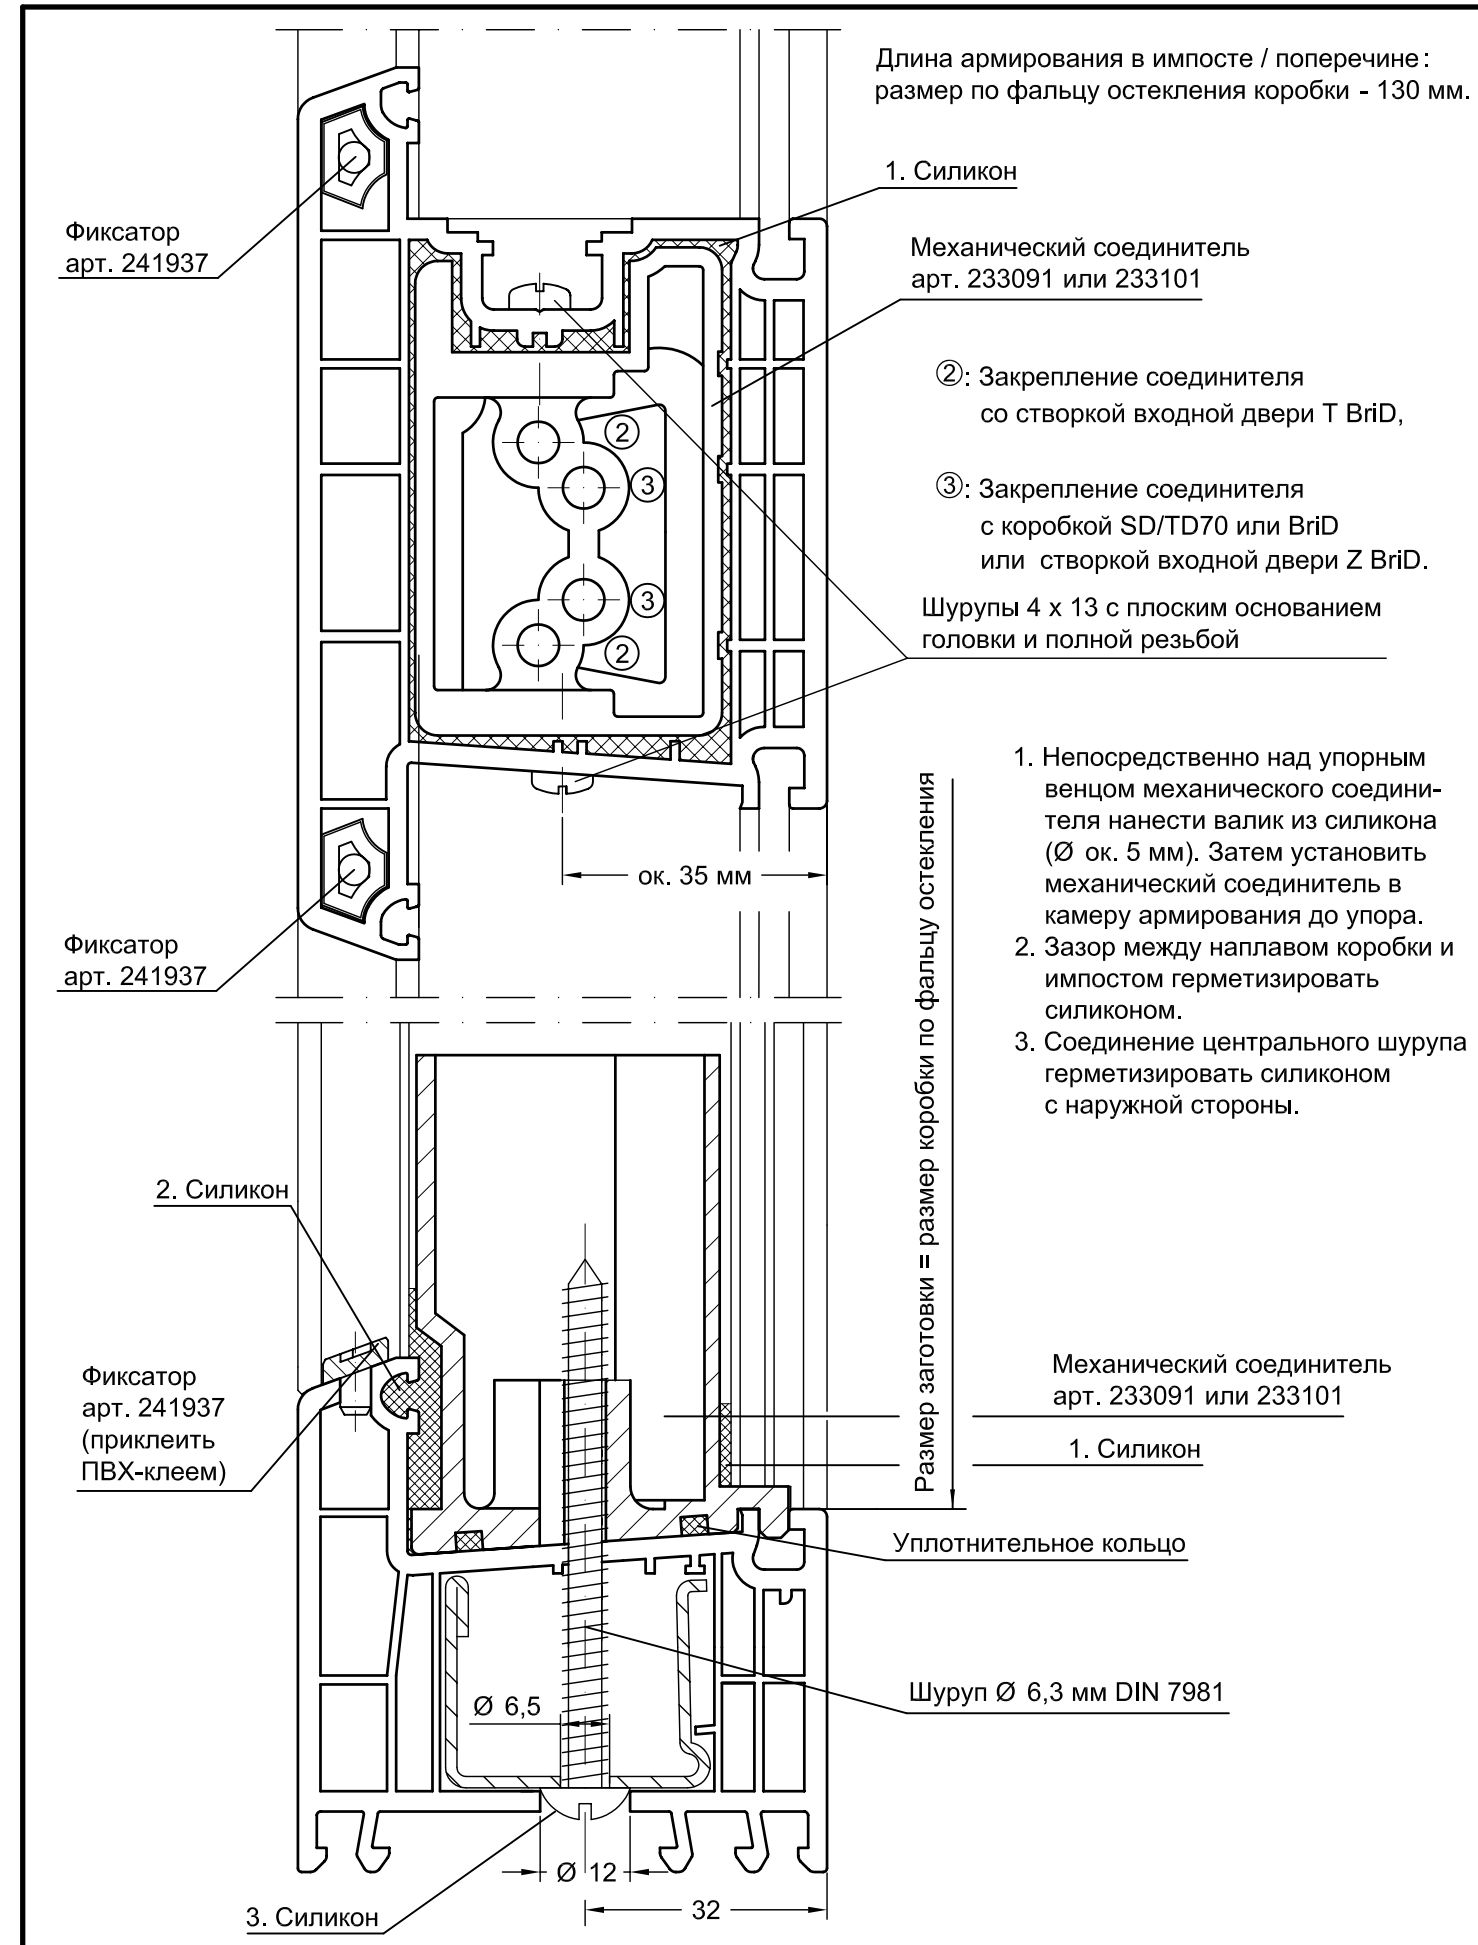 Длина армирования в импосте / поперечине:
размер по фальцу остекления коробки - 130 мм.
1. Силикон
Фиксатор
арт. 241937
Механический соединитель
арт. 233091 или 233101
②: Закрепление соединителя
со створкой входной двери T BriD,
2
3
③: Закрепление соединителя
с коробкой SD/TD70 или BriD
или створкой входной двери Z BriD.
3
2
Шурупы 4 x 13 с плоским основанием
головки и полной резьбой
1. Непосредственно над упорным
венцом механического соедини-
теля нанести валик из силикона
(Ø ок. 5 мм). Затем установить
механический соединитель в
камеру армирования до упора.
2. Зазор между наплавом коробки и
импостом герметизировать
силиконом.
3. Соединение центрального шурупа
герметизировать силиконом
с наружной стороны.
ок. 35 мм
Фиксатор
арт. 241937
Размер заготовки = размер коробки по фальцу остекления
2. Силикон
Фиксатор
арт. 241937
(приклеить
ПВХ-клеем)
Механический соединитель
арт. 233091 или 233101
1. Силикон
Уплотнительное кольцо
Шуруп Ø 6,3 мм DIN 7981
Ø 6,5
Ø 12
32
3. Силикон